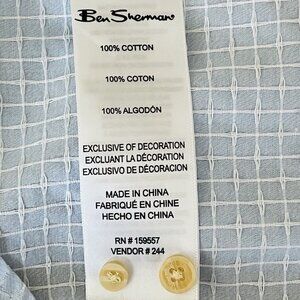 Ben Sherman
100% COTTON
100% COTON
100% ALGODÓN
EXCLUSIVE OF DECORATION
EXCLUANT LA DÉCORATION
EXCLUSIVO DE DÉCORACION
MADE IN CHINA
FABRIQUÉ EN CHINE
HECHO EN CHINA
RN # 159557
VENDOR # 244